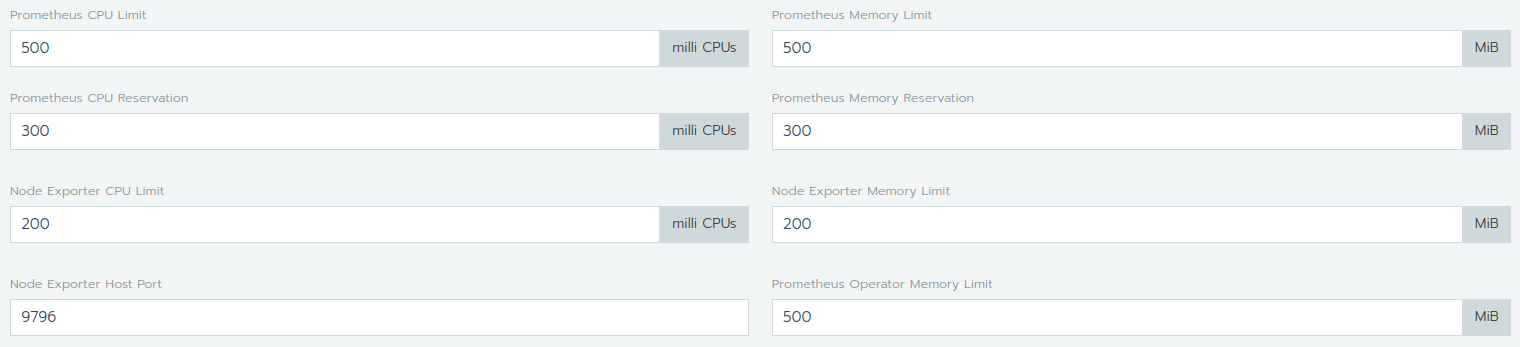 Prometheus CPU Limit
Prometheus Memory Limit
500 milli CPUs
500 MiB
Prometheus CPU Reservation
Prometheus Memory Reservation
300 milli CPUs
300 MiB
Node Exporter CPU Limit
Node Exporter Memory Limit
200 milli CPUs
200 MiB
Node Exporter Host Port
Prometheus Operator Memory Limit
9796
500 MiB